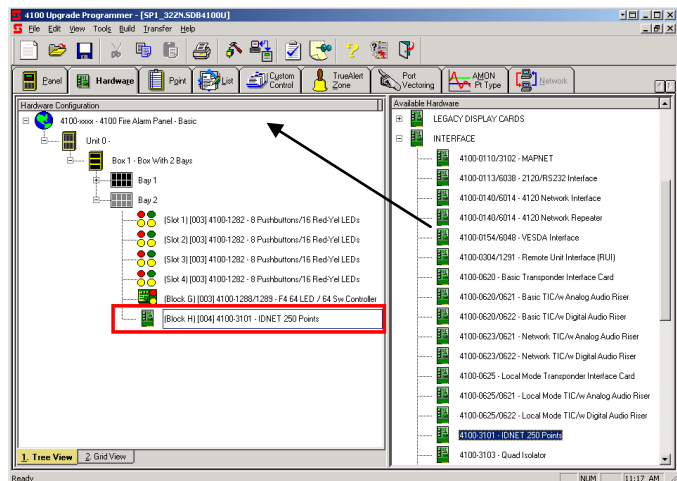 4100 Upgrade Programmer - [SP1_32ZN.SDB4100U]
File Edit View Tools Build Transfer Help
Panel Hardware Point List Custom Control TrueAlert Zone Port Vectoring AMON Pt Type Network
Hardware Configuration
4100-xxxx - 4100 Fire Alarm Panel - Basic
Unit 0 -
Box 1 - Box With 2 Bays
Bay 1
Bay 2
(Slot 1) [003] 4100-1282 - 8 Pushbuttons/16 Red-Yel LEDs
(Slot 2) [003] 4100-1282 - 8 Pushbuttons/16 Red-Yel LEDs
(Slot 3) [003] 4100-1282 - 8 Pushbuttons/16 Red-Yel LEDs
(Slot 4) [003] 4100-1282 - 8 Pushbuttons/16 Red-Yel LEDs
(Block G) [003] 4100-1288/1289 - F4 64 LED / 64 Sw Controller
(Block H) [004] 4100-3101 - IDNET 250 Points
1. Tree View 2. Grid View
Available Hardware
LEGACY DISPLAY CARDS
INTERFACE
4100-0110/3102 - MAPNET
4100-0113/6038 - 2120/RS232 Interface
4100-0140/6014 - 4120 Network Interface
4100-0140/6014 - 4120 Network Repeater
4100-0154/6048 - VESDA Interface
4100-0304/1291 - Remote Unit Interface (RUI)
4100-0620 - Basic Transponder Interface Card
4100-0620/0621 - Basic TIC/w Analog Audio Riser
4100-0620/0622 - Basic TIC/w Digital Audio Riser
4100-0623/0621 - Network TIC/w Analog Audio Riser
4100-0623/0622 - Network TIC/w Digital Audio Riser
4100-0625 - Local Mode Transponder Interface Card
4100-0625/0621 - Local Mode TIC/w Analog Audio Riser
4100-0625/0622 - Local Mode TIC/w Digital Audio Riser
4100-3101 - IDNET 250 Points
4100-3103 - Quad Isolator
Ready NUM 11:17 AM